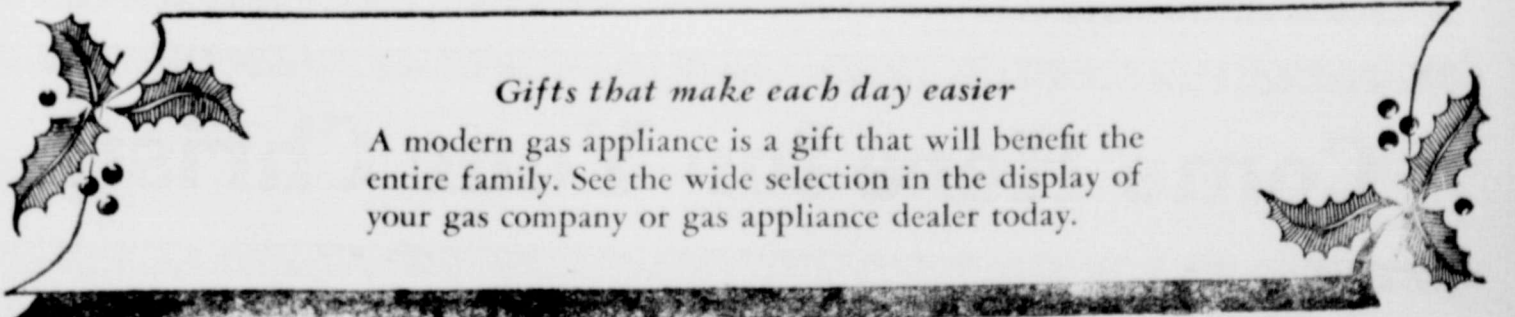 Gifts that make each day easier
A modern gas appliance is a gift that will benefit the
entire family. See the wide selection in the display of
your gas company or gas appliance dealer today.